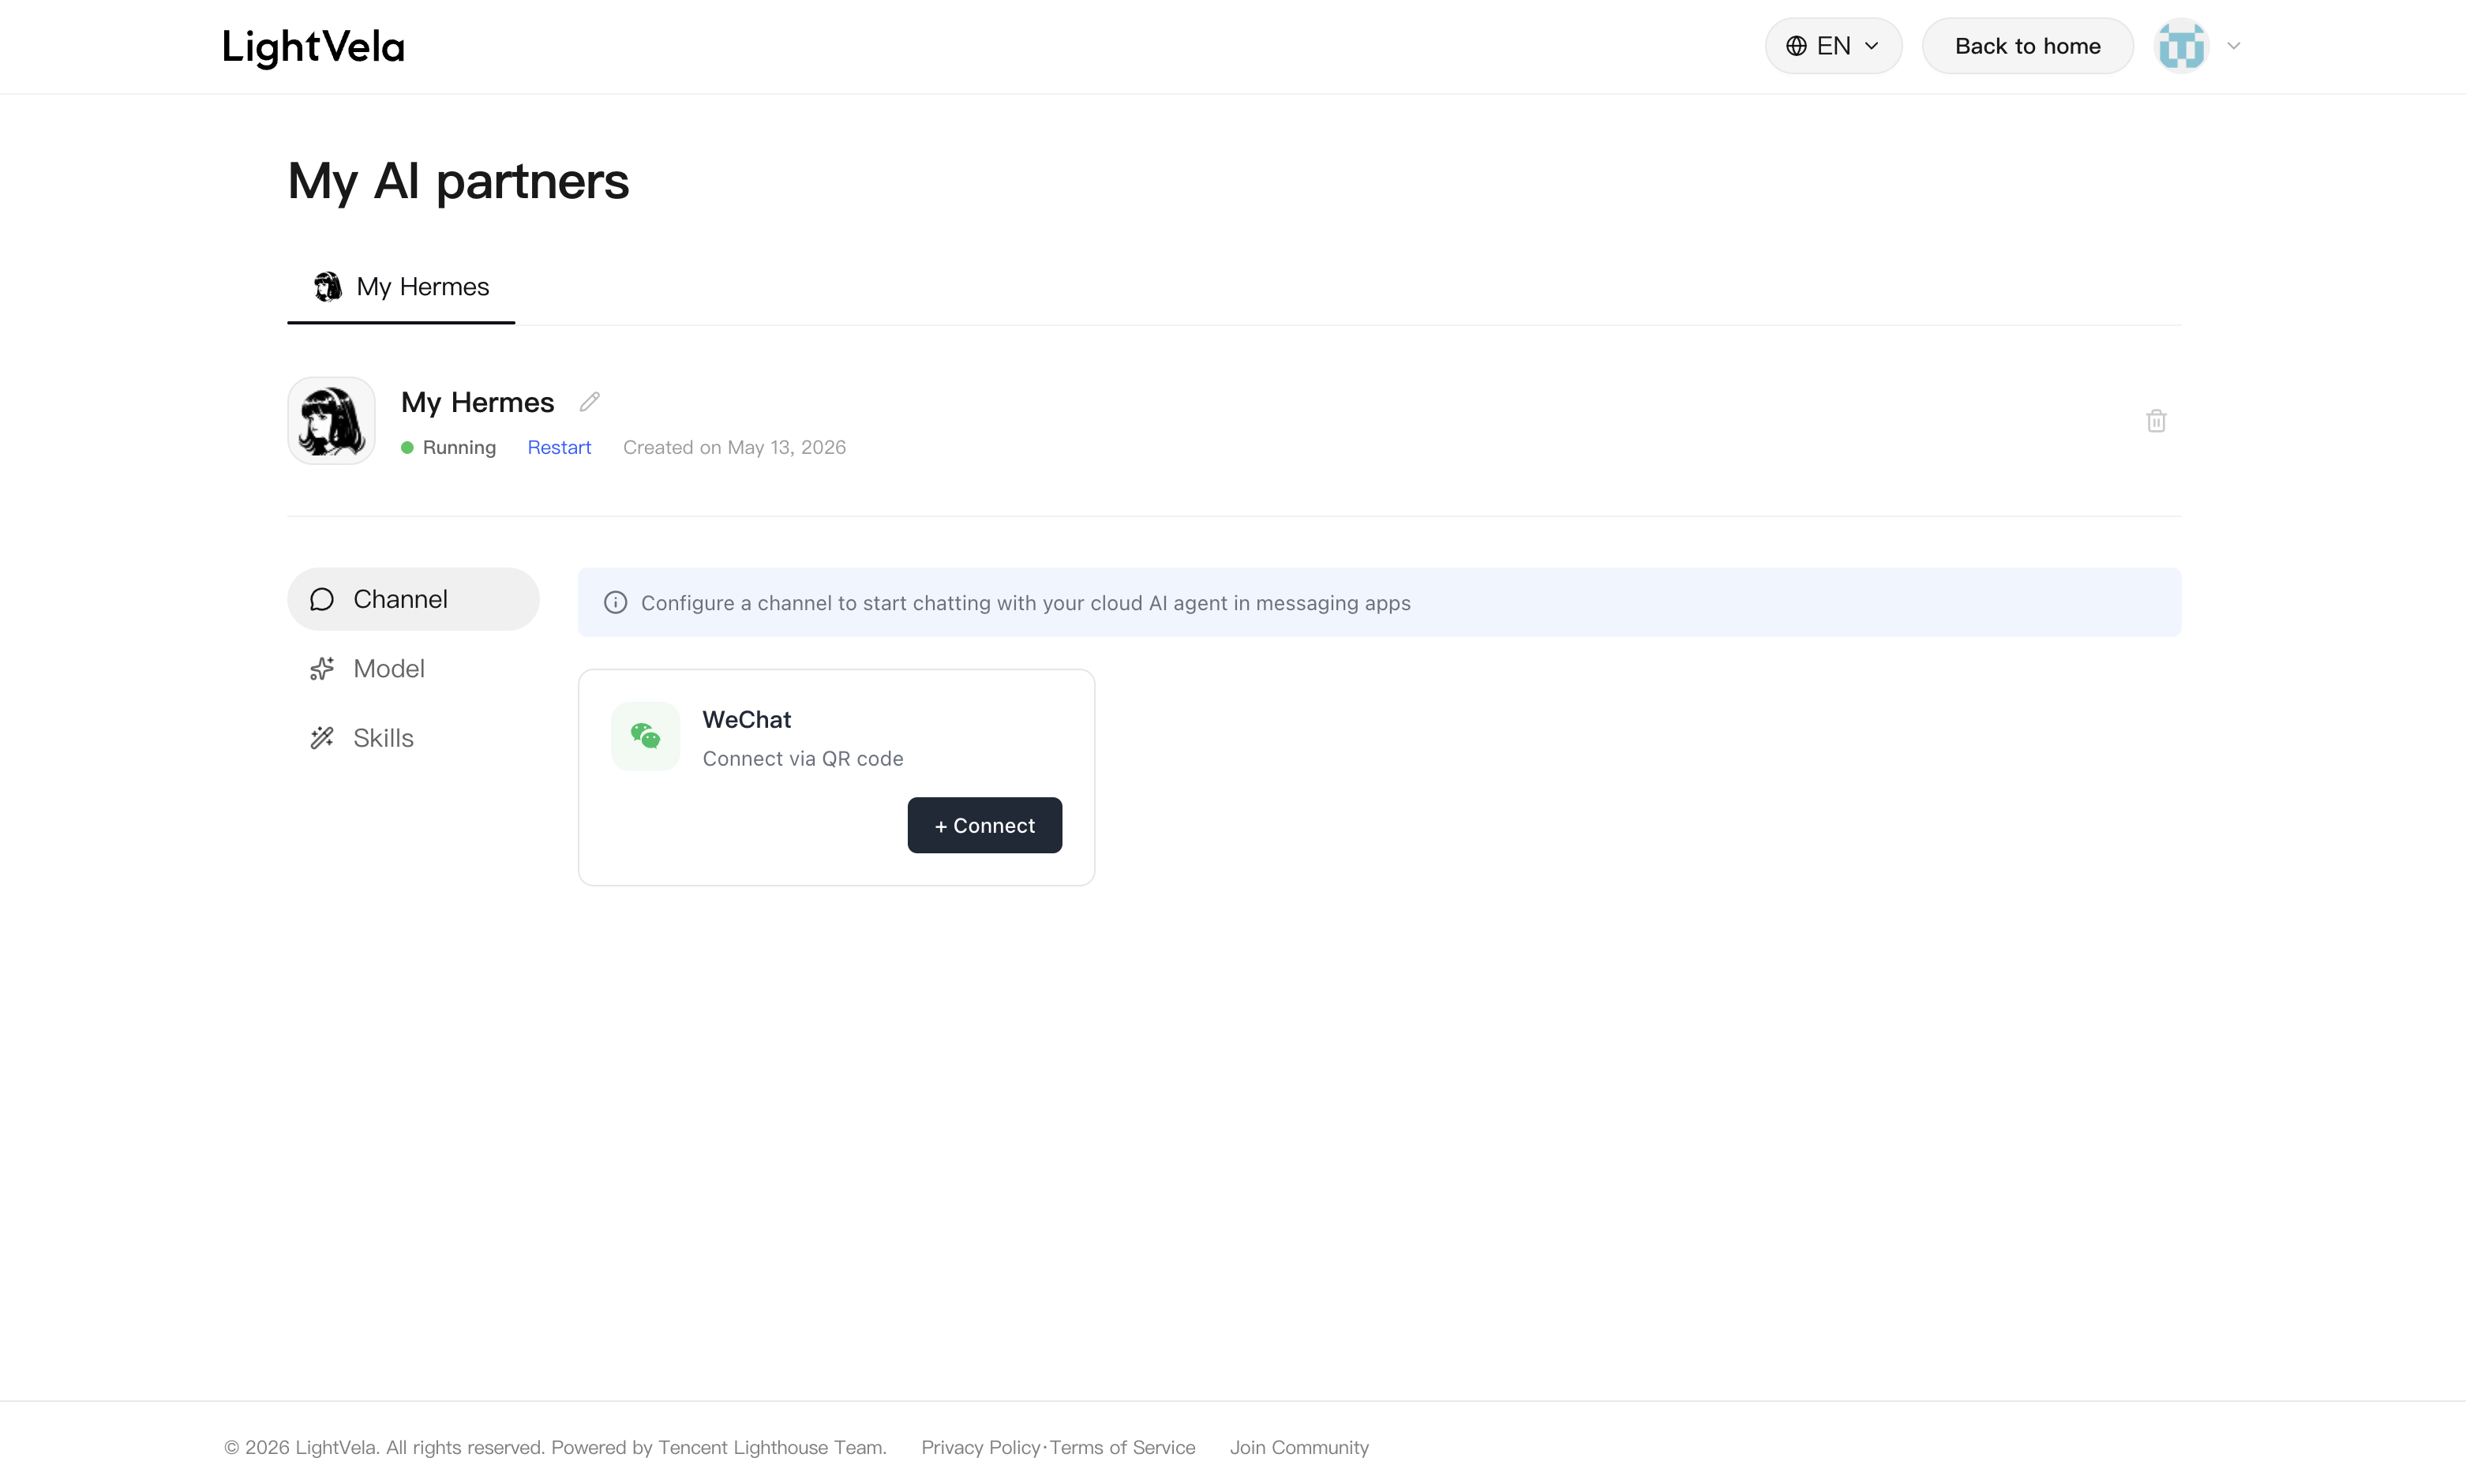 LightVela
EN
Back to home
My AI partners
My Hermes
My Hermes
Running Restart Created on May 13, 2026
Channel
Model
Skills
Configure a channel to start chatting with your cloud AI agent in messaging apps
WeChat
Connect via QR code
+ Connect
© 2026 LightVela. All rights reserved. Powered by Tencent Lighthouse Team. Privacy Policy·Terms of Service Join Community